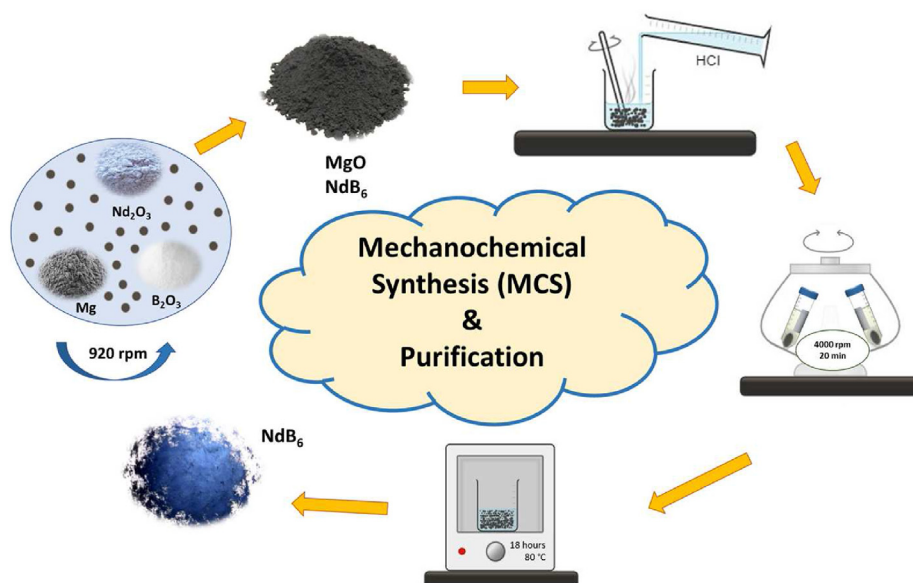 Nd₂O₃
Mg
B₂O₃
920 rpm
MgO
NdB₆
HCl
4000 rpm
20 min
18 hours
80 °C
NdB₆
Mechanochemical
Synthesis (MCS)
&
Purification